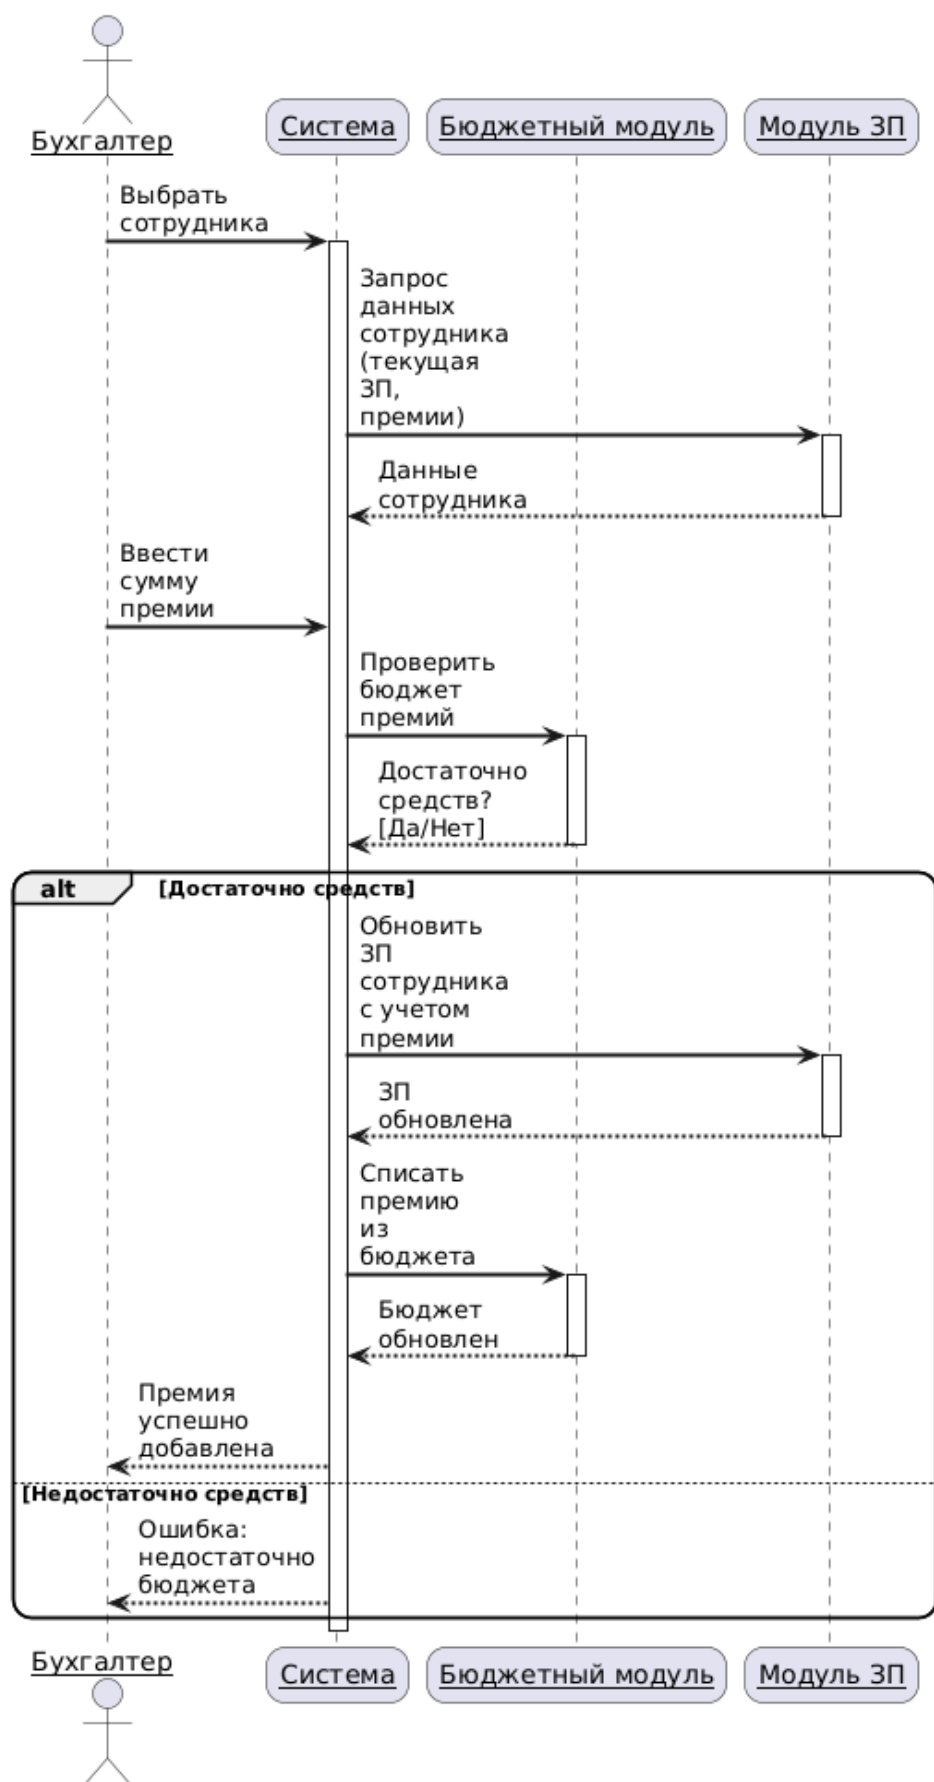 Бухгалтер
Система
Бюджетный модуль
Модуль ЗП
Выбрать
сотрудника
Запрос
данных
сотрудника
(текущая
ЗП,
премии)
Данные
сотрудника
Ввести
сумму
премии
Проверить
бюджет
премий
Достаточно
средств?
[Да/Нет]
alt [Достаточно средств]
Обновить
ЗП
сотрудника
с учетом
премии
ЗП
обновлена
Списать
премию
из
бюджета
Бюджет
обновлен
Премия
успешно
добавлена
[Недостаточно средств]
Ошибка:
недостаточно
бюджета
Бухгалтер
Система
Бюджетный модуль
Модуль ЗП